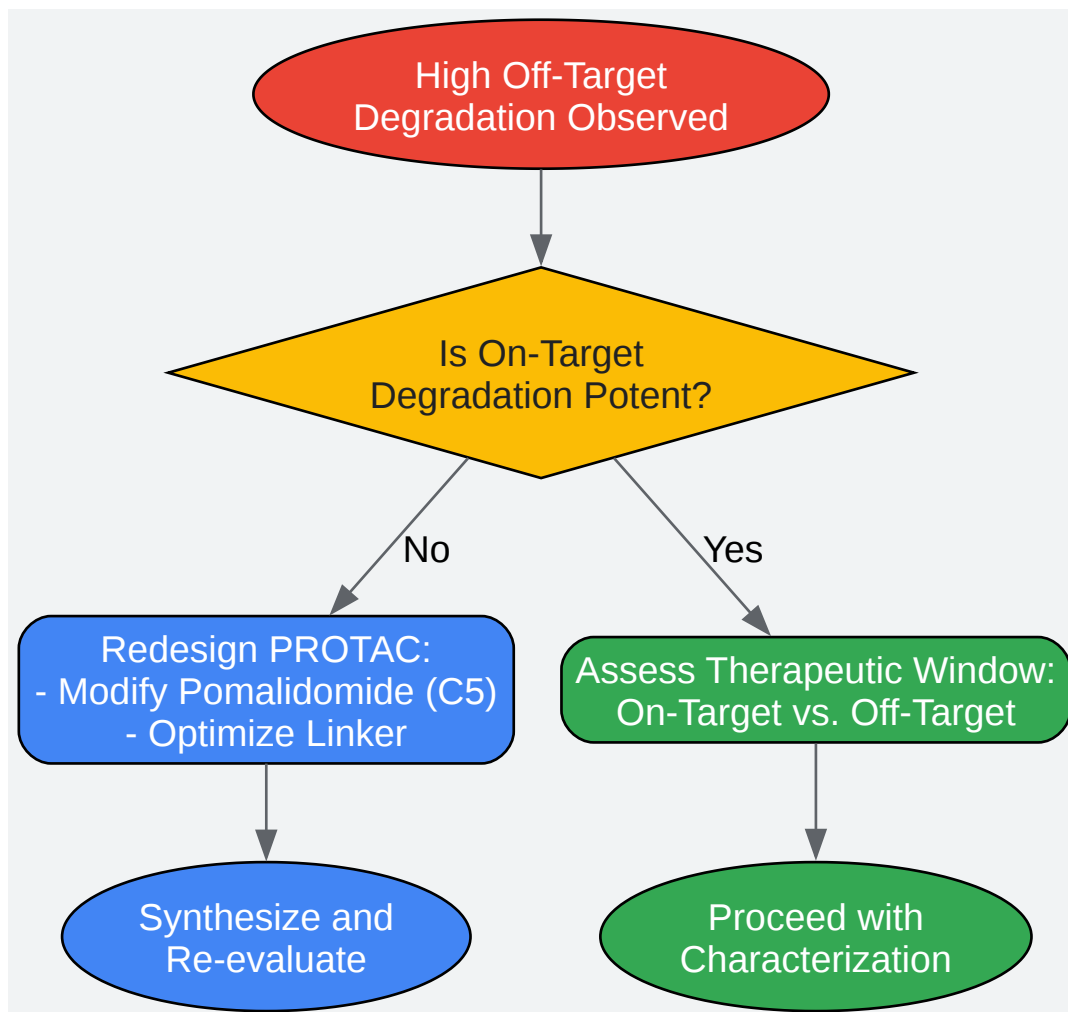 High Off-Target
Degradation Observed
Is On-Target
Degradation Potent?
No
Yes
Redesign PROTAC:
- Modify Pomalidomide (C5)
- Optimize Linker
Assess Therapeutic Window:
On-Target vs. Off-Target
Synthesize and
Re-evaluate
Proceed with
Characterization